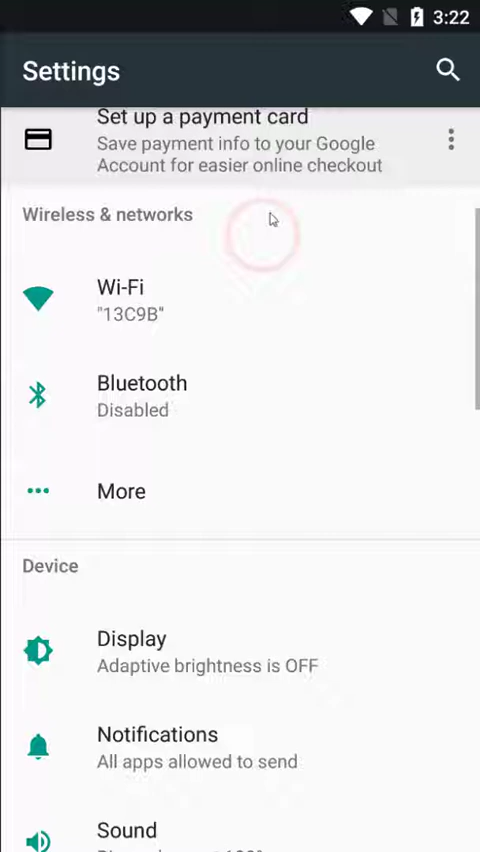 3:22
Settings
Set up a payment card
Save payment info to your Google
Account for easier online checkout
Wireless & networks
Wi-Fi
"13C9B"
Bluetooth
Disabled
More
Device
Display
Adaptive brightness is OFF
Notifications
All apps allowed to send
Sound